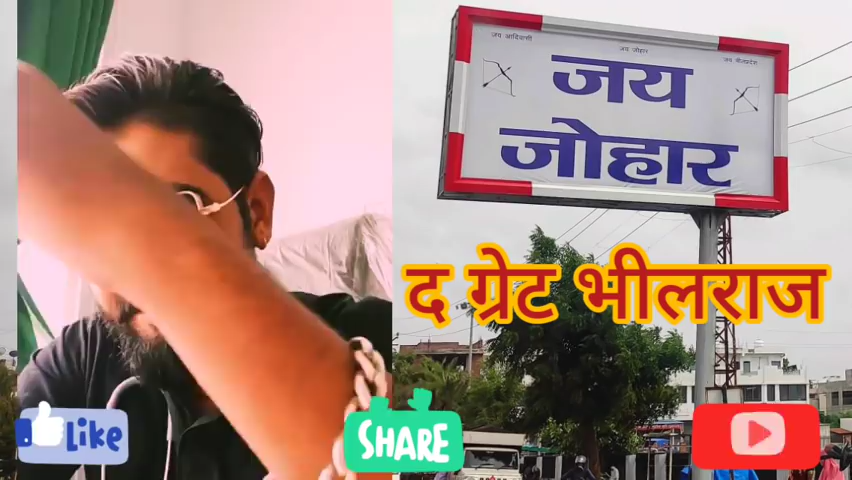 जय आदिवासी
जय जोहार
जय भीलप्रदेश
जय
जोहार
द ग्रेट भीलराज
Like
SHARE